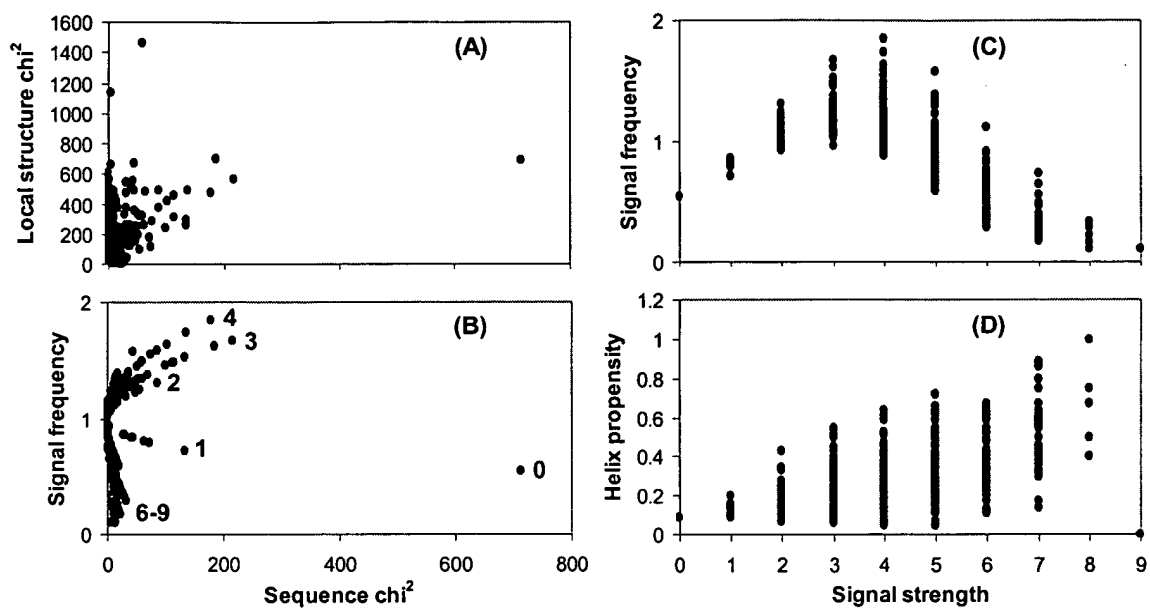 1600
1400
1200
1000
800
600
400
200
0
Local structure chi²
(A)
0 200 400 600 800
Sequence chi²
2
1
0
Signal frequency
(B)
4
3
2
1
0
6-9
2
1
0
Signal frequency
(C)
1.2
1
0.8
0.6
0.4
0.2
0
Helix propensity
(D)
0 1 2 3 4 5 6 7 8 9
Signal strength